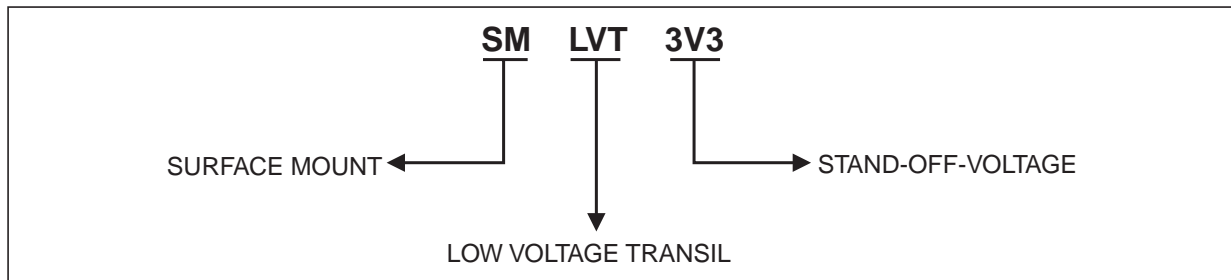 SM LVT 3V3
SURFACE MOUNT
STAND-OFF-VOLTAGE
LOW VOLTAGE TRANSIL